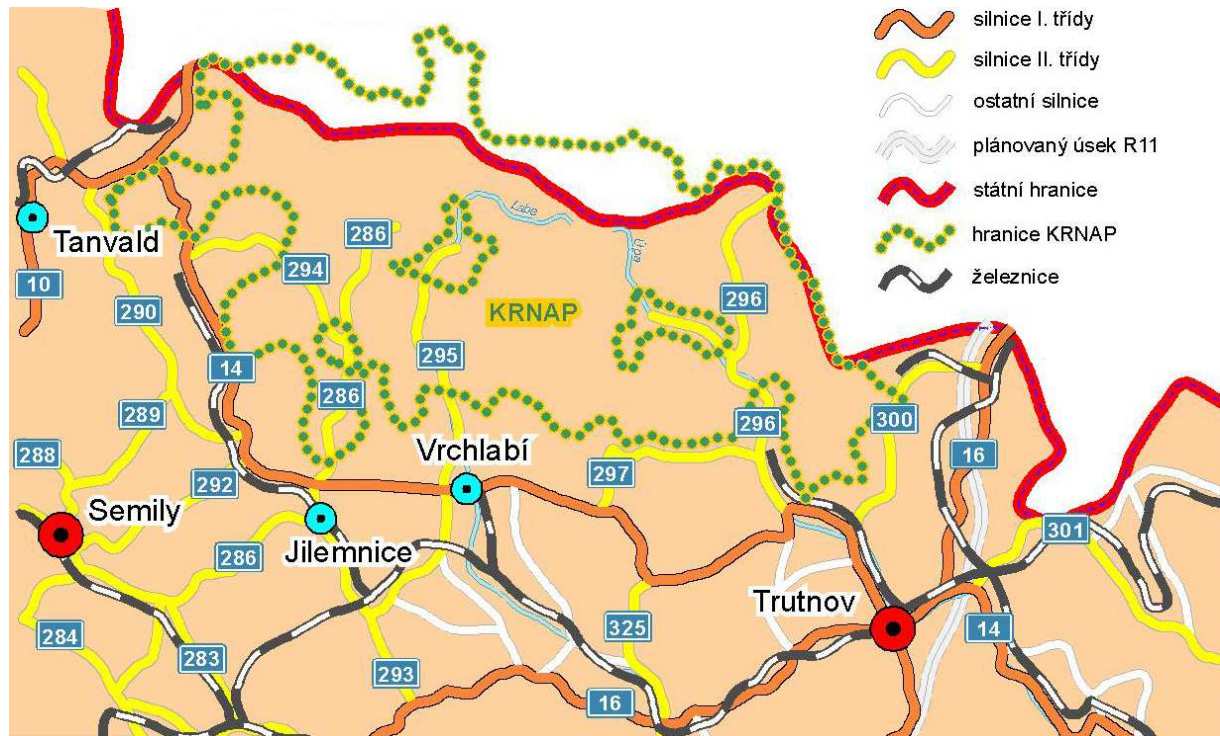 silnice I. třídy
silnice II. třídy
ostatní silnice
plánovaný úsek R11
státní hranice
hranice KRNAP
železnice
Labe
Úpa
Tanvald
286
294
10
296
290
KRNAP
295
14
286
289
296
300
Vrchlabí
288
292
297
16
Semily
Jilemnice
301
286
Trutnov
325
284
283
14
293
16